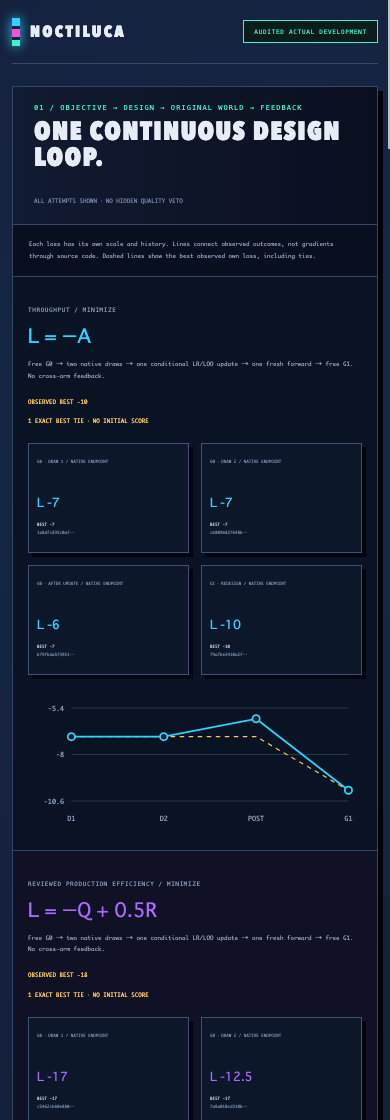 NOCTILUCA
AUDITED ACTUAL DEVELOPMENT
01 / OBJECTIVE → DESIGN → ORIGINAL WORLD → FEEDBACK
ONE CONTINUOUS DESIGN
LOOP.
ALL ATTEMPTS SHOWN · NO HIDDEN QUALITY VETO
Each loss has its own scale and history. Lines connect observed outcomes, not gradients
through source code. Dashed lines show the best observed own loss, including ties.
THROUGHPUT / MINIMIZE
L = −A
Free G0 → two native draws → one conditional LR/LOO update → one fresh forward → free G1.
No cross-arm feedback.
OBSERVED BEST -10
1 EXACT BEST TIE · NO INITIAL SCORE
G0 · DRAW 1 / NATIVE ENDPOINT
L -7
BEST -7
G0 · DRAW 2 / NATIVE ENDPOINT
L -7
BEST -7
G0 · AFTER UPDATE / NATIVE ENDPOINT
L -6
BEST -7
G1 · REDESIGN / NATIVE ENDPOINT
L -10
BEST -10
-5.4
-8
-10.6
D1 D2 POST G1
REVIEWED PRODUCTION EFFICIENCY / MINIMIZE
L = −Q + 0.5R
Free G0 → two native draws → one conditional LR/LOO update → one fresh forward → free G1.
No cross-arm feedback.
OBSERVED BEST -18
1 EXACT BEST TIE · NO INITIAL SCORE
G0 · DRAW 1 / NATIVE ENDPOINT
L -17
BEST -17
G0 · DRAW 2 / NATIVE ENDPOINT
L -12.5
BEST -17